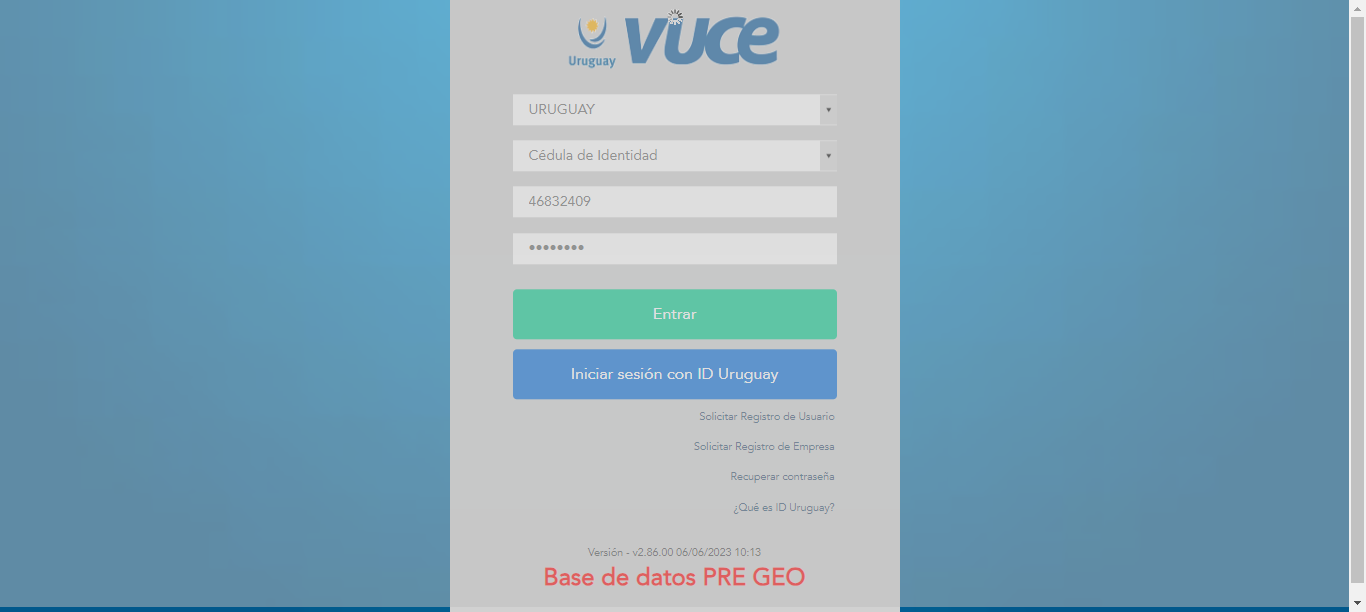 Uruguay
vuce
URUGUAY
Cédula de Identidad
46832409
••••••••
Entrar
Iniciar sesión con ID Uruguay
Solicitar Registro de Usuario
Solicitar Registro de Empresa
Recuperar contraseña
¿Qué es ID Uruguay?
Versión - v2.86.00 06/06/2023 10:13
Base de datos PRE GEO